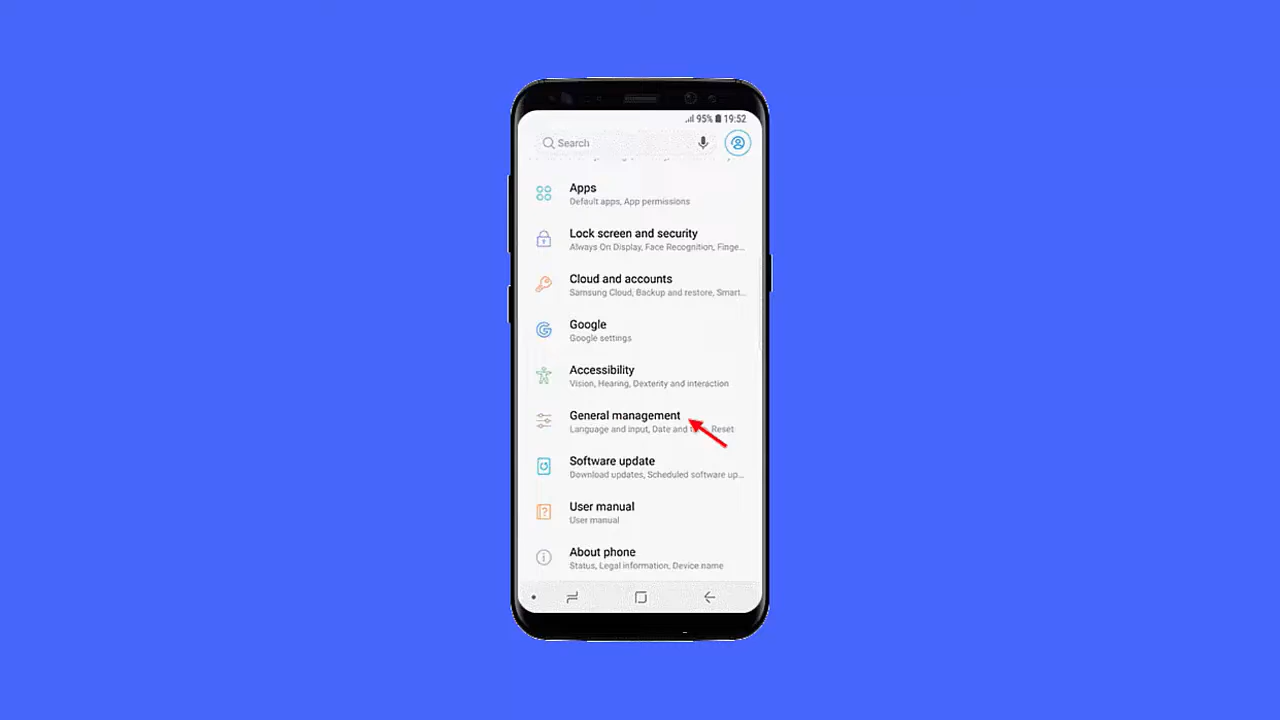 95% 19:52
Search
Apps
Default apps, App permissions
Lock screen and security
Always On Display, Face Recognition, Finge...
Cloud and accounts
Samsung Cloud, Backup and restore, Smart...
Google
Google settings
Accessibility
Vision, Hearing, Dexterity and interaction
General management
Language and input, Date and Reset
Software update
Download updates, Scheduled software up...
User manual
User manual
About phone
Status, Legal information, Device name